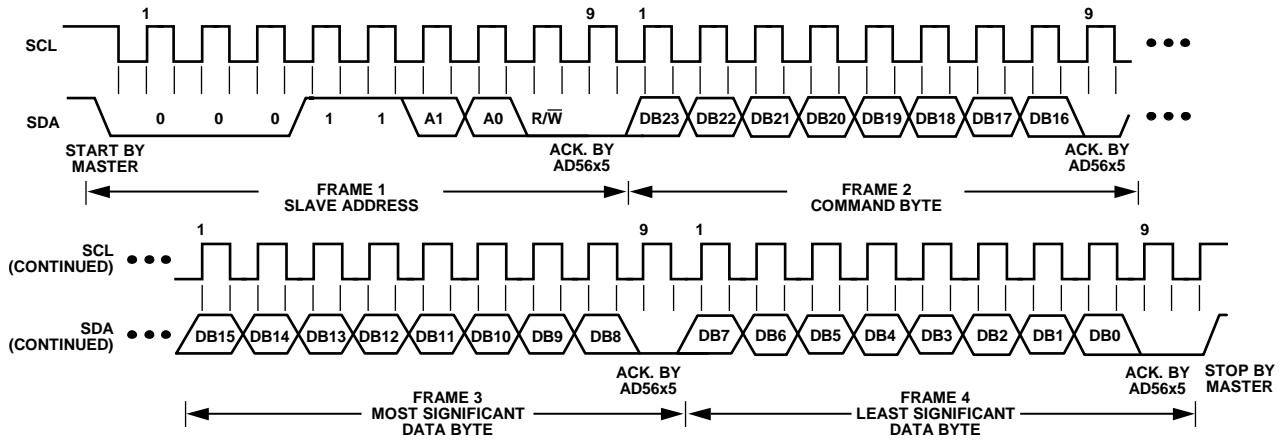 1 9 1 9
SCL
SDA 0 0 0 1 1 A1 A0 R/W̅ DB23 DB22 DB21 DB20 DB19 DB18 DB17 DB16
START BY
MASTER
ACK. BY
AD56x5
ACK. BY
AD56x5
FRAME 1
SLAVE ADDRESS
FRAME 2
COMMAND BYTE
1 9 1 9
SCL
(CONTINUED)
SDA
(CONTINUED)
DB15 DB14 DB13 DB12 DB11 DB10 DB9 DB8 DB7 DB6 DB5 DB4 DB3 DB2 DB1 DB0
ACK. BY
AD56x5
ACK. BY
AD56x5
STOP BY
MASTER
FRAME 3
MOST SIGNIFICANT
DATA BYTE
FRAME 4
LEAST SIGNIFICANT
DATA BYTE